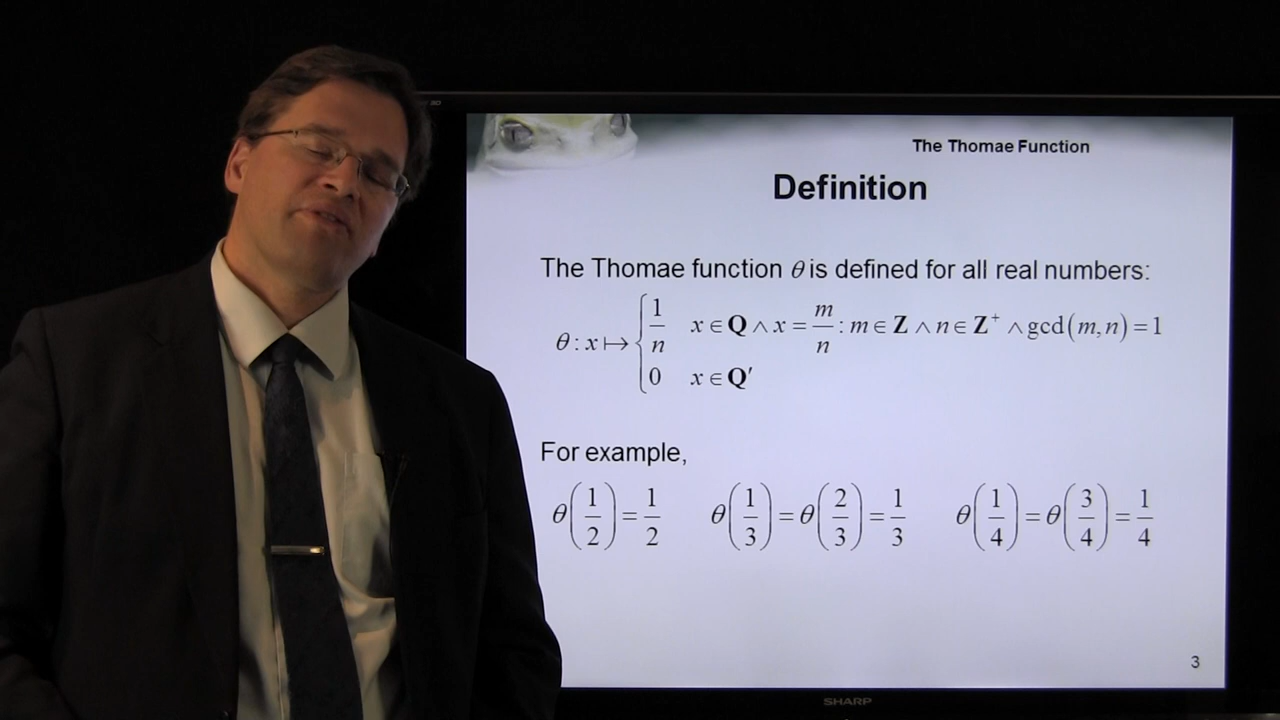 3D
The Thomae Function
Definition
The Thomae function θ is defined for all real numbers:
θ : x ↦ { 1/n x ∈ Q ∧ x = m/n : m ∈ Z ∧ n ∈ Z⁺ ∧ gcd(m, n) = 1
0 x ∈ Q′
For example,
θ(1/2) = 1/2 θ(1/3) = θ(2/3) = 1/3 θ(1/4) = θ(3/4) = 1/4
3
SHARP